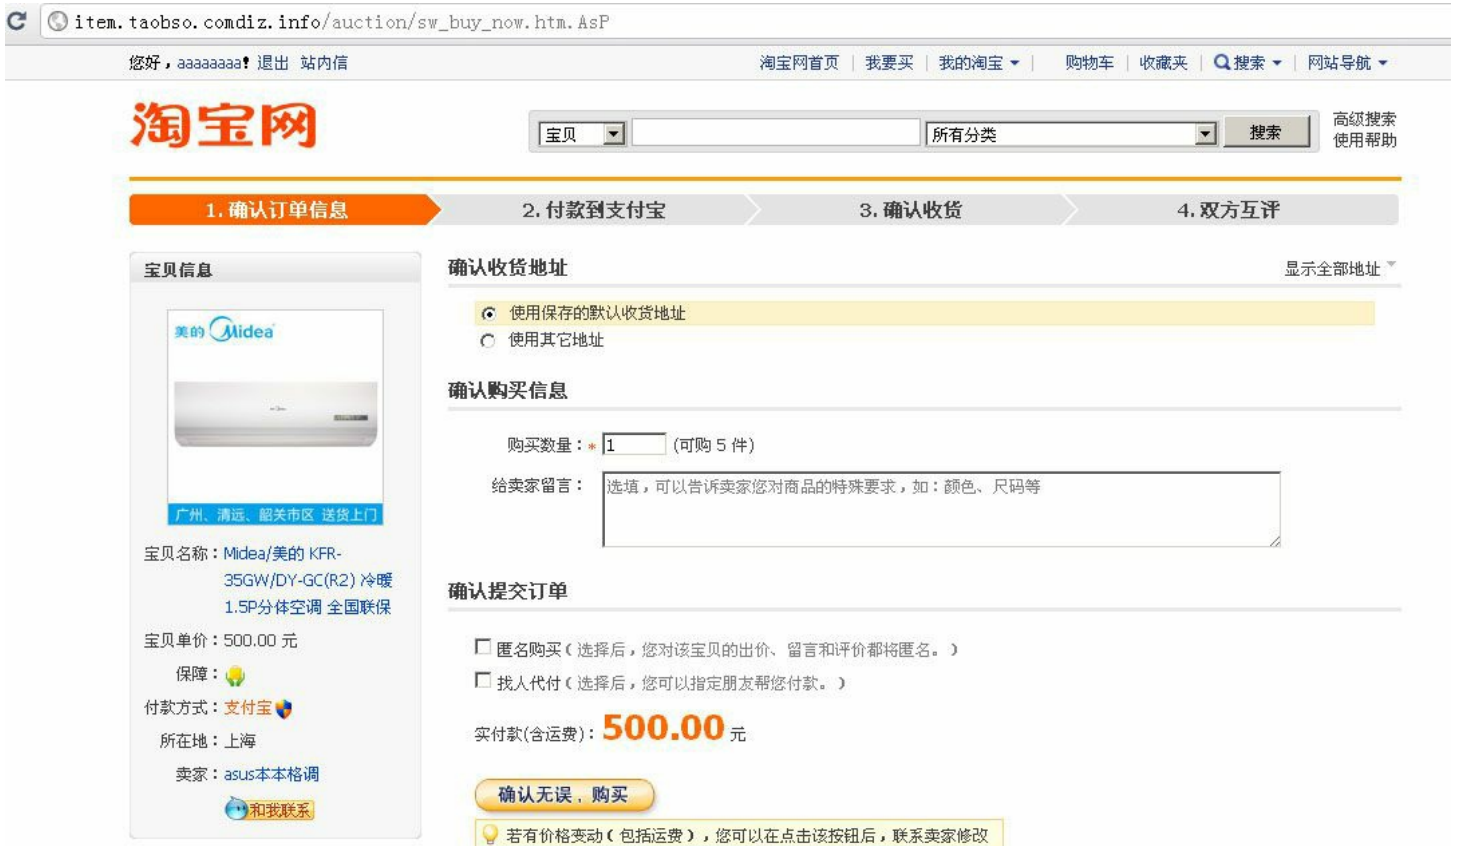 item.taobso.comdiz.info/auction/sw_buy_now.htm.AsP
您好，aaaaaaaa! 退出 站内信 淘宝网首页 | 我要买 | 我的淘宝 | 购物车 | 收藏夹 | 搜索 | 网站导航
淘宝网
宝贝 所有分类 搜索
高级搜索
使用帮助
1. 确认订单信息 2. 付款到支付宝 3. 确认收货 4. 双方互评
宝贝信息
美的 Midea
广州、清远、韶关市区 送货上门
宝贝名称：Midea/美的 KFR-
35GW/DY-GC(R2) 冷暖
1.5P分体空调 全国联保
宝贝单价：500.00 元
保障：
付款方式：支付宝
所在地：上海
卖家：asus本本格调
和我联系
确认收货地址 显示全部地址
使用保存的默认收货地址
使用其它地址
确认购买信息
购买数量：* 1 (可购 5 件)
给卖家留言： 选填，可以告诉卖家您对商品的特殊要求，如：颜色、尺码等
确认提交订单
匿名购买（选择后，您对该宝贝的出价、留言和评价都将匿名。）
找人代付（选择后，您可以指定朋友帮您付款。）
实付款(含运费)：500.00 元
确认无误，购买
若有价格变动（包括运费），您可以在点击该按钮后，联系卖家修改